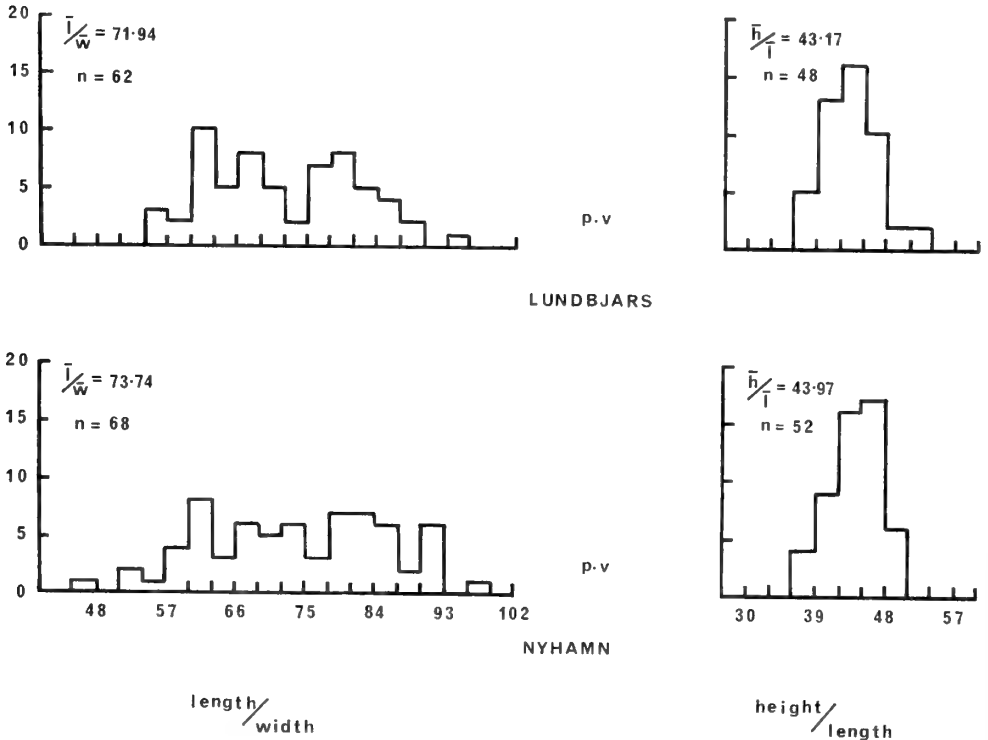 20
15
10
5
0
l̄/w̄ = 71·94
n = 62
p.v
h̄/l̄ = 43·17
n = 48
LUNDBJARS
20
15
10
5
0
l̄/w̄ = 73·74
n = 68
p.v
h̄/l̄ = 43·97
n = 52
48 57 66 75 84 93 102
30 39 48 57
NYHAMN
length/width
height/length